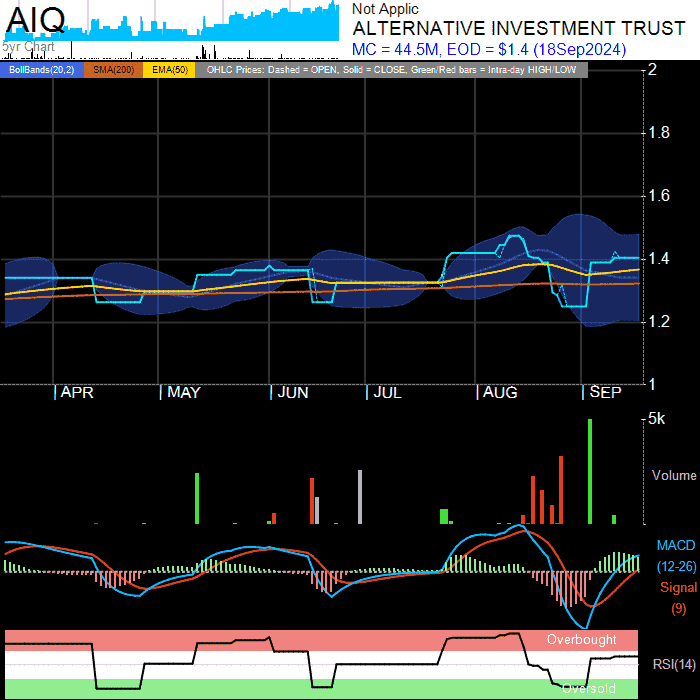 AIQ
5yr Chart
Not Applic
ALTERNATIVE INVESTMENT TRUST
MC = 44.5M, EOD = $1.4 (18Sep2024)
BollBands(20,2) SMA(200) EMA(50) OHLC Prices: Dashed = OPEN, Solid = CLOSE, Green/Red bars = Intra-day HIGH/LOW
2
1.8
1.6
1.4
1.2
1
APR MAY JUN JUL AUG SEP
5k
Volume
MACD
(12-26)
Signal
(9)
Overbought
RSI(14)
Oversold